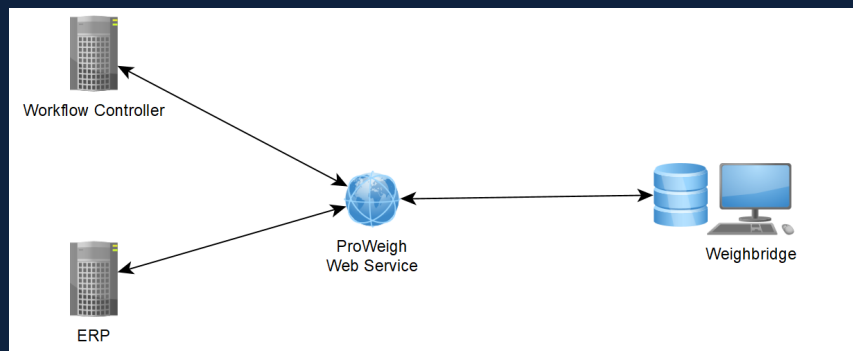 Workflow Controller
ProWeigh
Web Service
Weighbridge
ERP